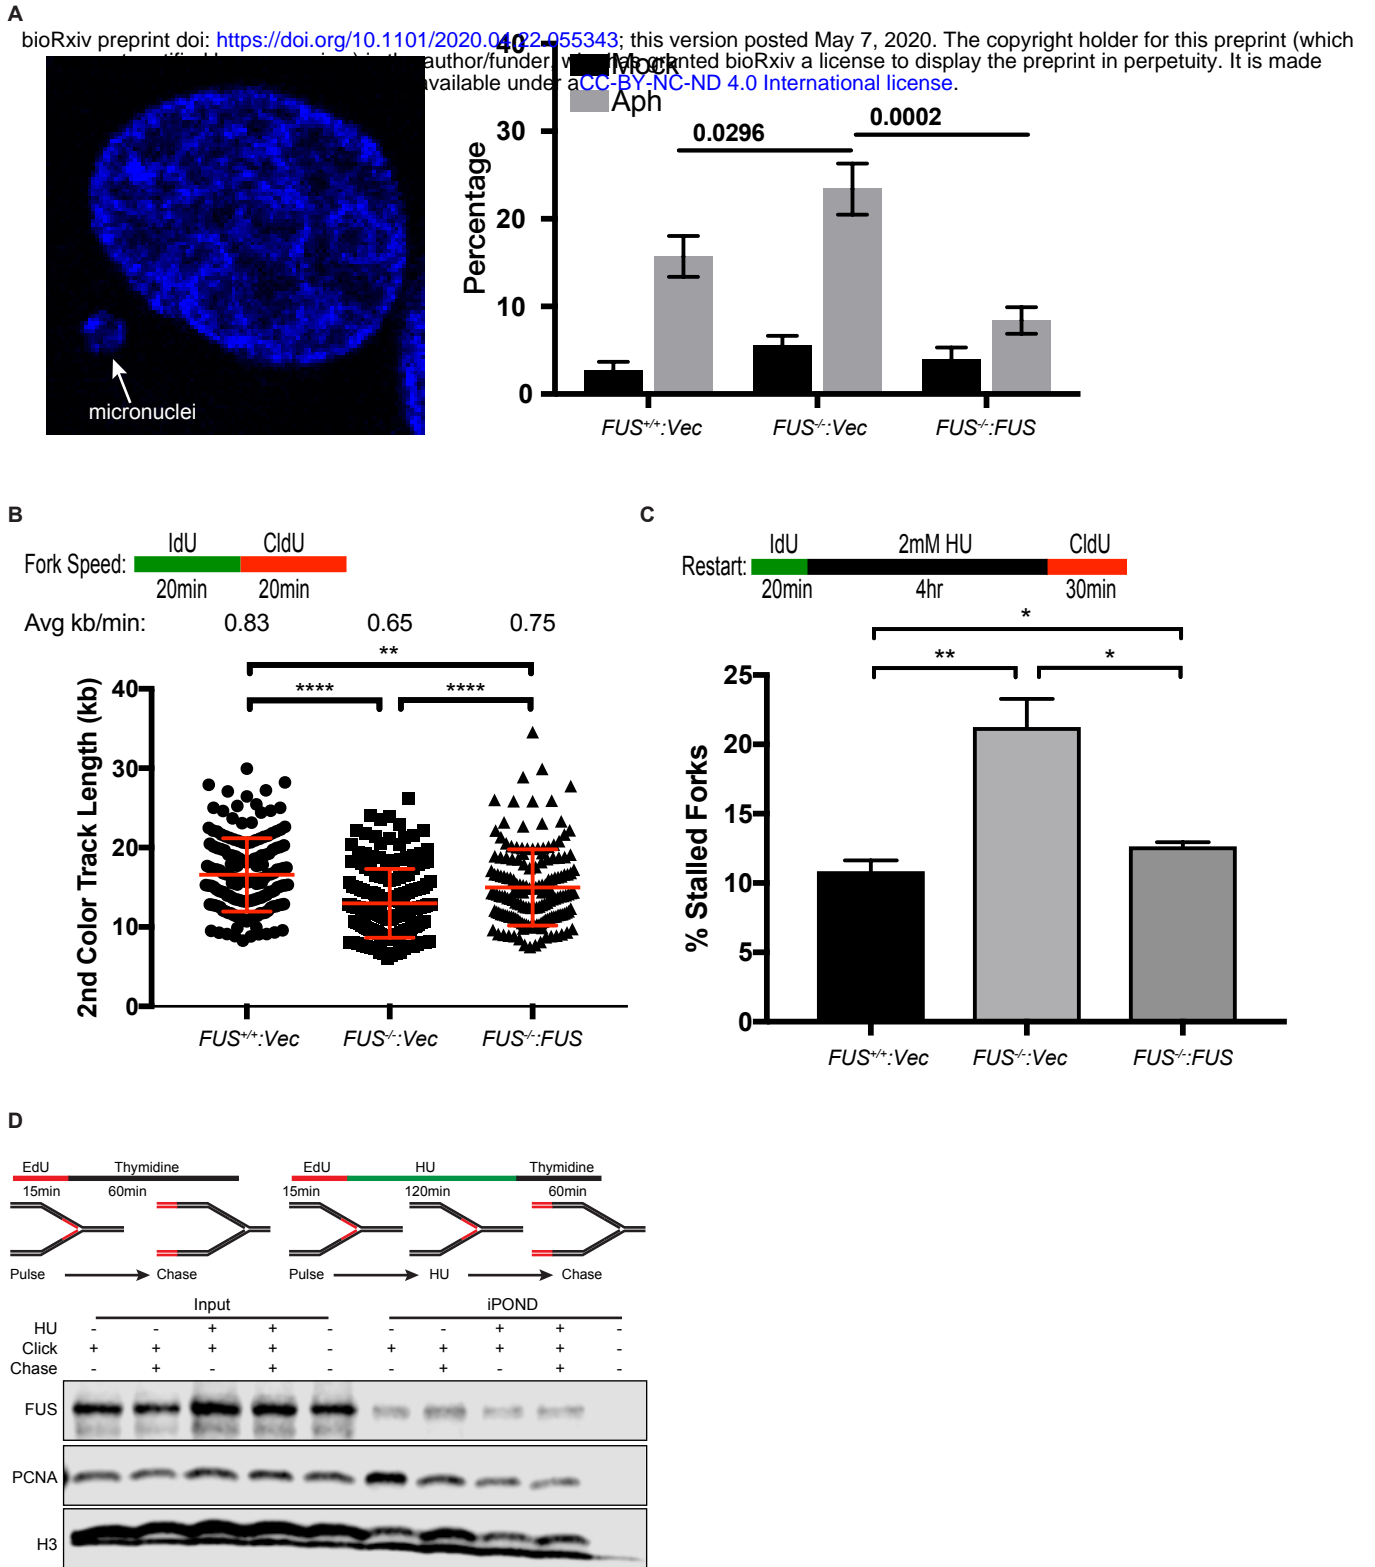 A
bioRxiv preprint doi: https://doi.org/10.1101/2020.04.22.055343; this version posted May 7, 2020. The copyright holder for this preprint (which
author/funder, who has granted bioRxiv a license to display the preprint in perpetuity. It is made
available under aCC-BY-NC-ND 4.0 International license.
micronuclei
Percentage
40
30
20
10
0
Mock
Aph
0.0296
0.0002
FUS+/+:Vec
FUS-/-:Vec
FUS-/-:FUS
B
IdU CldU
Fork Speed:
20min 20min
Avg kb/min: 0.83 0.65 0.75
**
**** ****
2nd Color Track Length (kb)
40
30
20
10
0
FUS+/+:Vec FUS-/-:Vec FUS-/-:FUS
C
IdU 2mM HU CldU
Restart:
20min 4hr 30min
*
** *
% Stalled Forks
25
20
15
10
5
0
FUS+/+:Vec FUS-/-:Vec FUS-/-:FUS
D
EdU Thymidine
15min 60min
Pulse Chase
EdU HU Thymidine
15min 120min 60min
Pulse HU Chase
Input iPOND
HU - - + + - - - + + -
Click + + + + - + + + + -
Chase - + - + - - + - + -
FUS
PCNA
H3